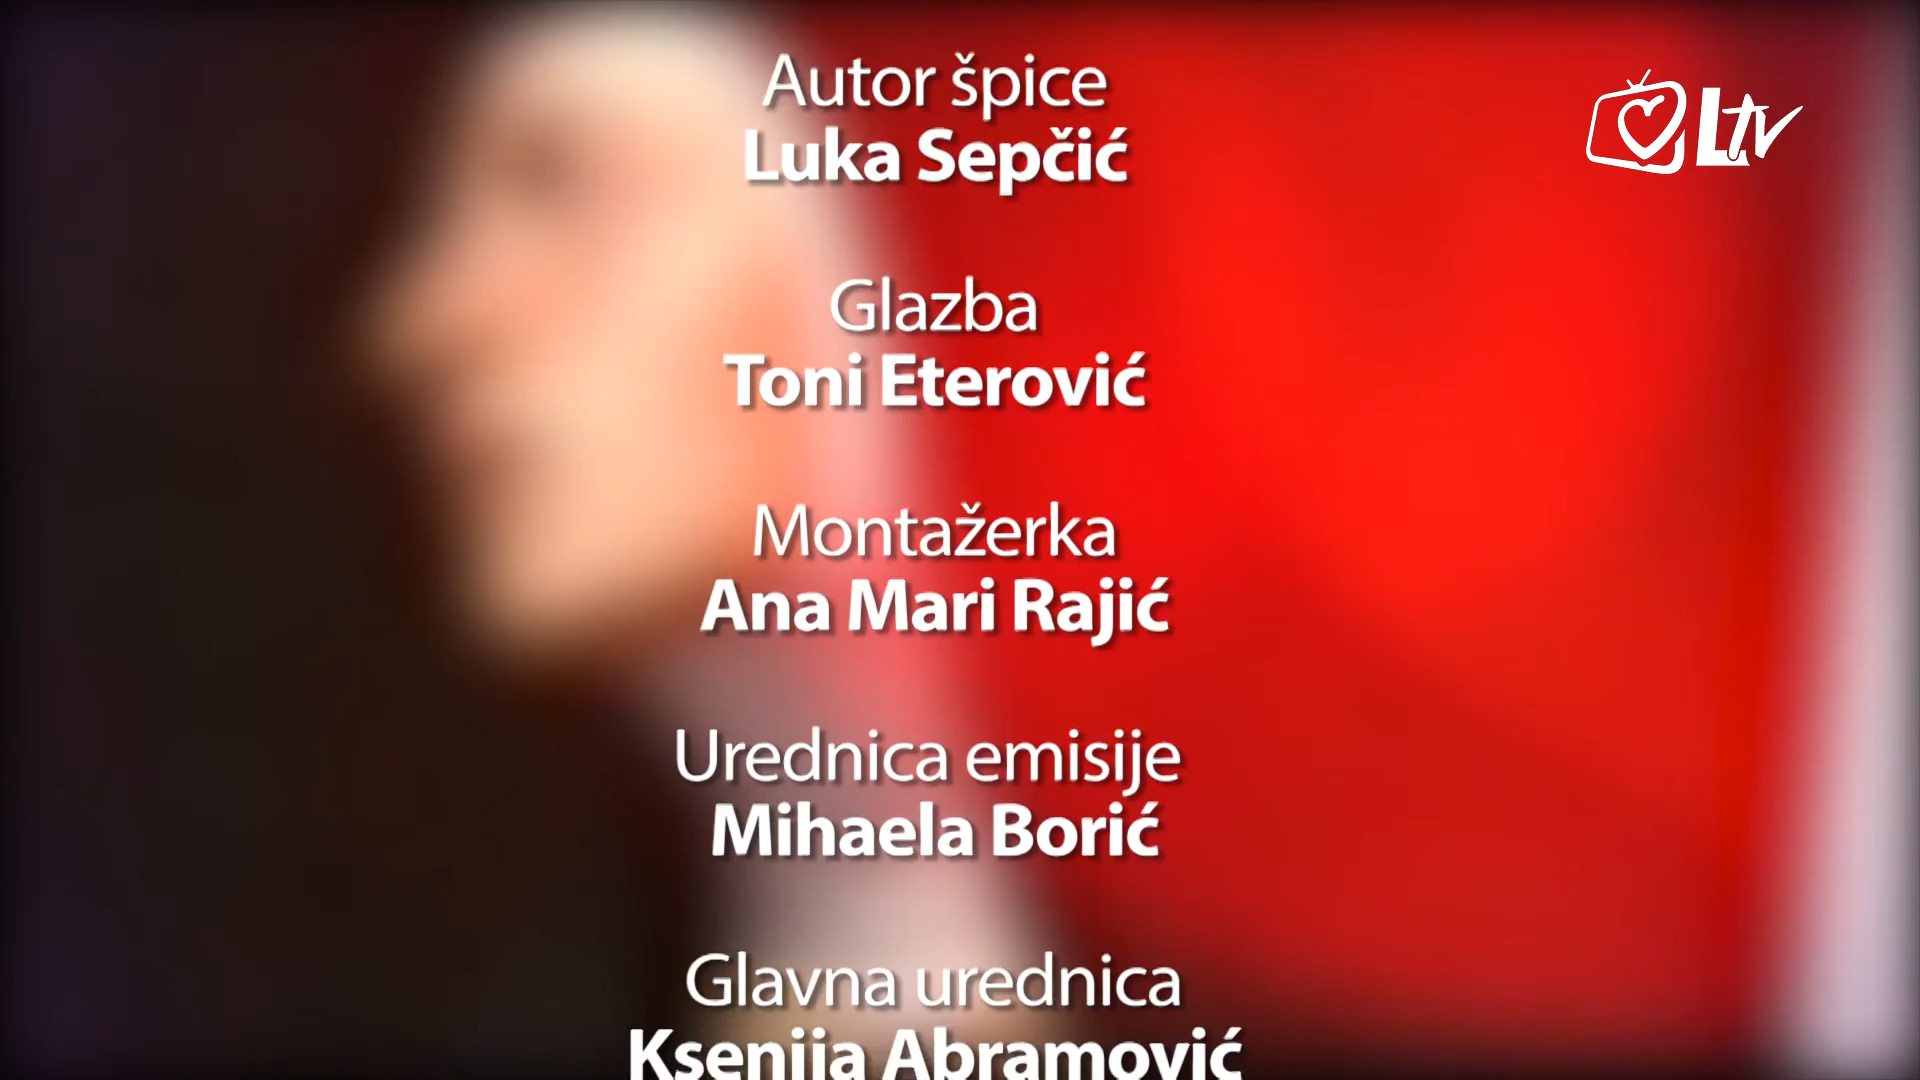 Autor špice
Luka Sepčić
LTV
Glazba
Toni Eterović
Montažerka
Ana Mari Rajić
Urednica emisije
Mihaela Borić
Glavna urednica
Ksenija Abramović